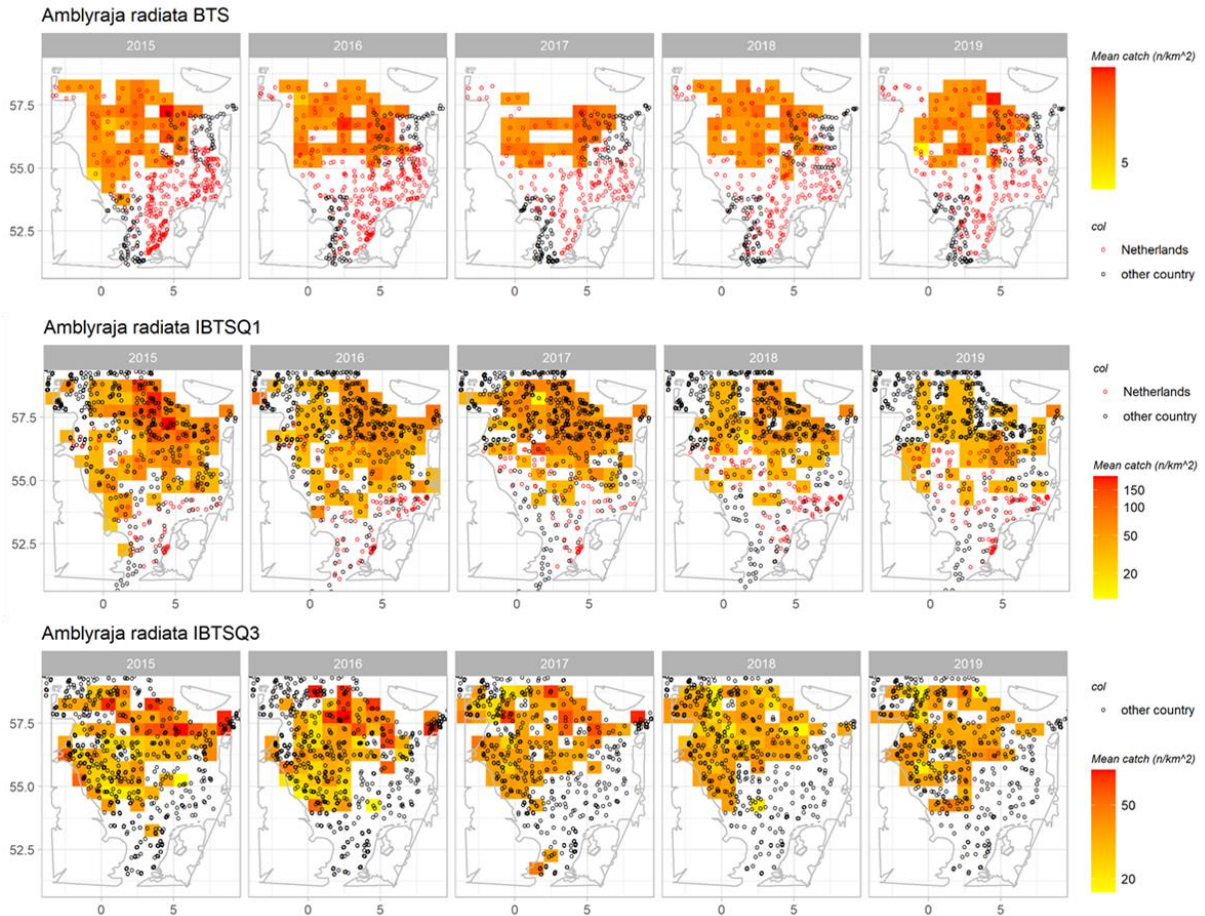 Amblyraja radiata BTS
2015 2016 2017 2018 2019
57.5
55.0
52.5
0 5 0 5 0 5 0 5 0 5
Mean catch (n/km^2)
5
col
Netherlands
other country
Amblyraja radiata IBTSQ1
2015 2016 2017 2018 2019
57.5
55.0
52.5
0 5 0 5 0 5 0 5 0 5
col
Netherlands
other country
Mean catch (n/km^2)
150
100
50
20
Amblyraja radiata IBTSQ3
2015 2016 2017 2018 2019
57.5
55.0
52.5
0 5 0 5 0 5 0 5 0 5
col
other country
Mean catch (n/km^2)
50
20